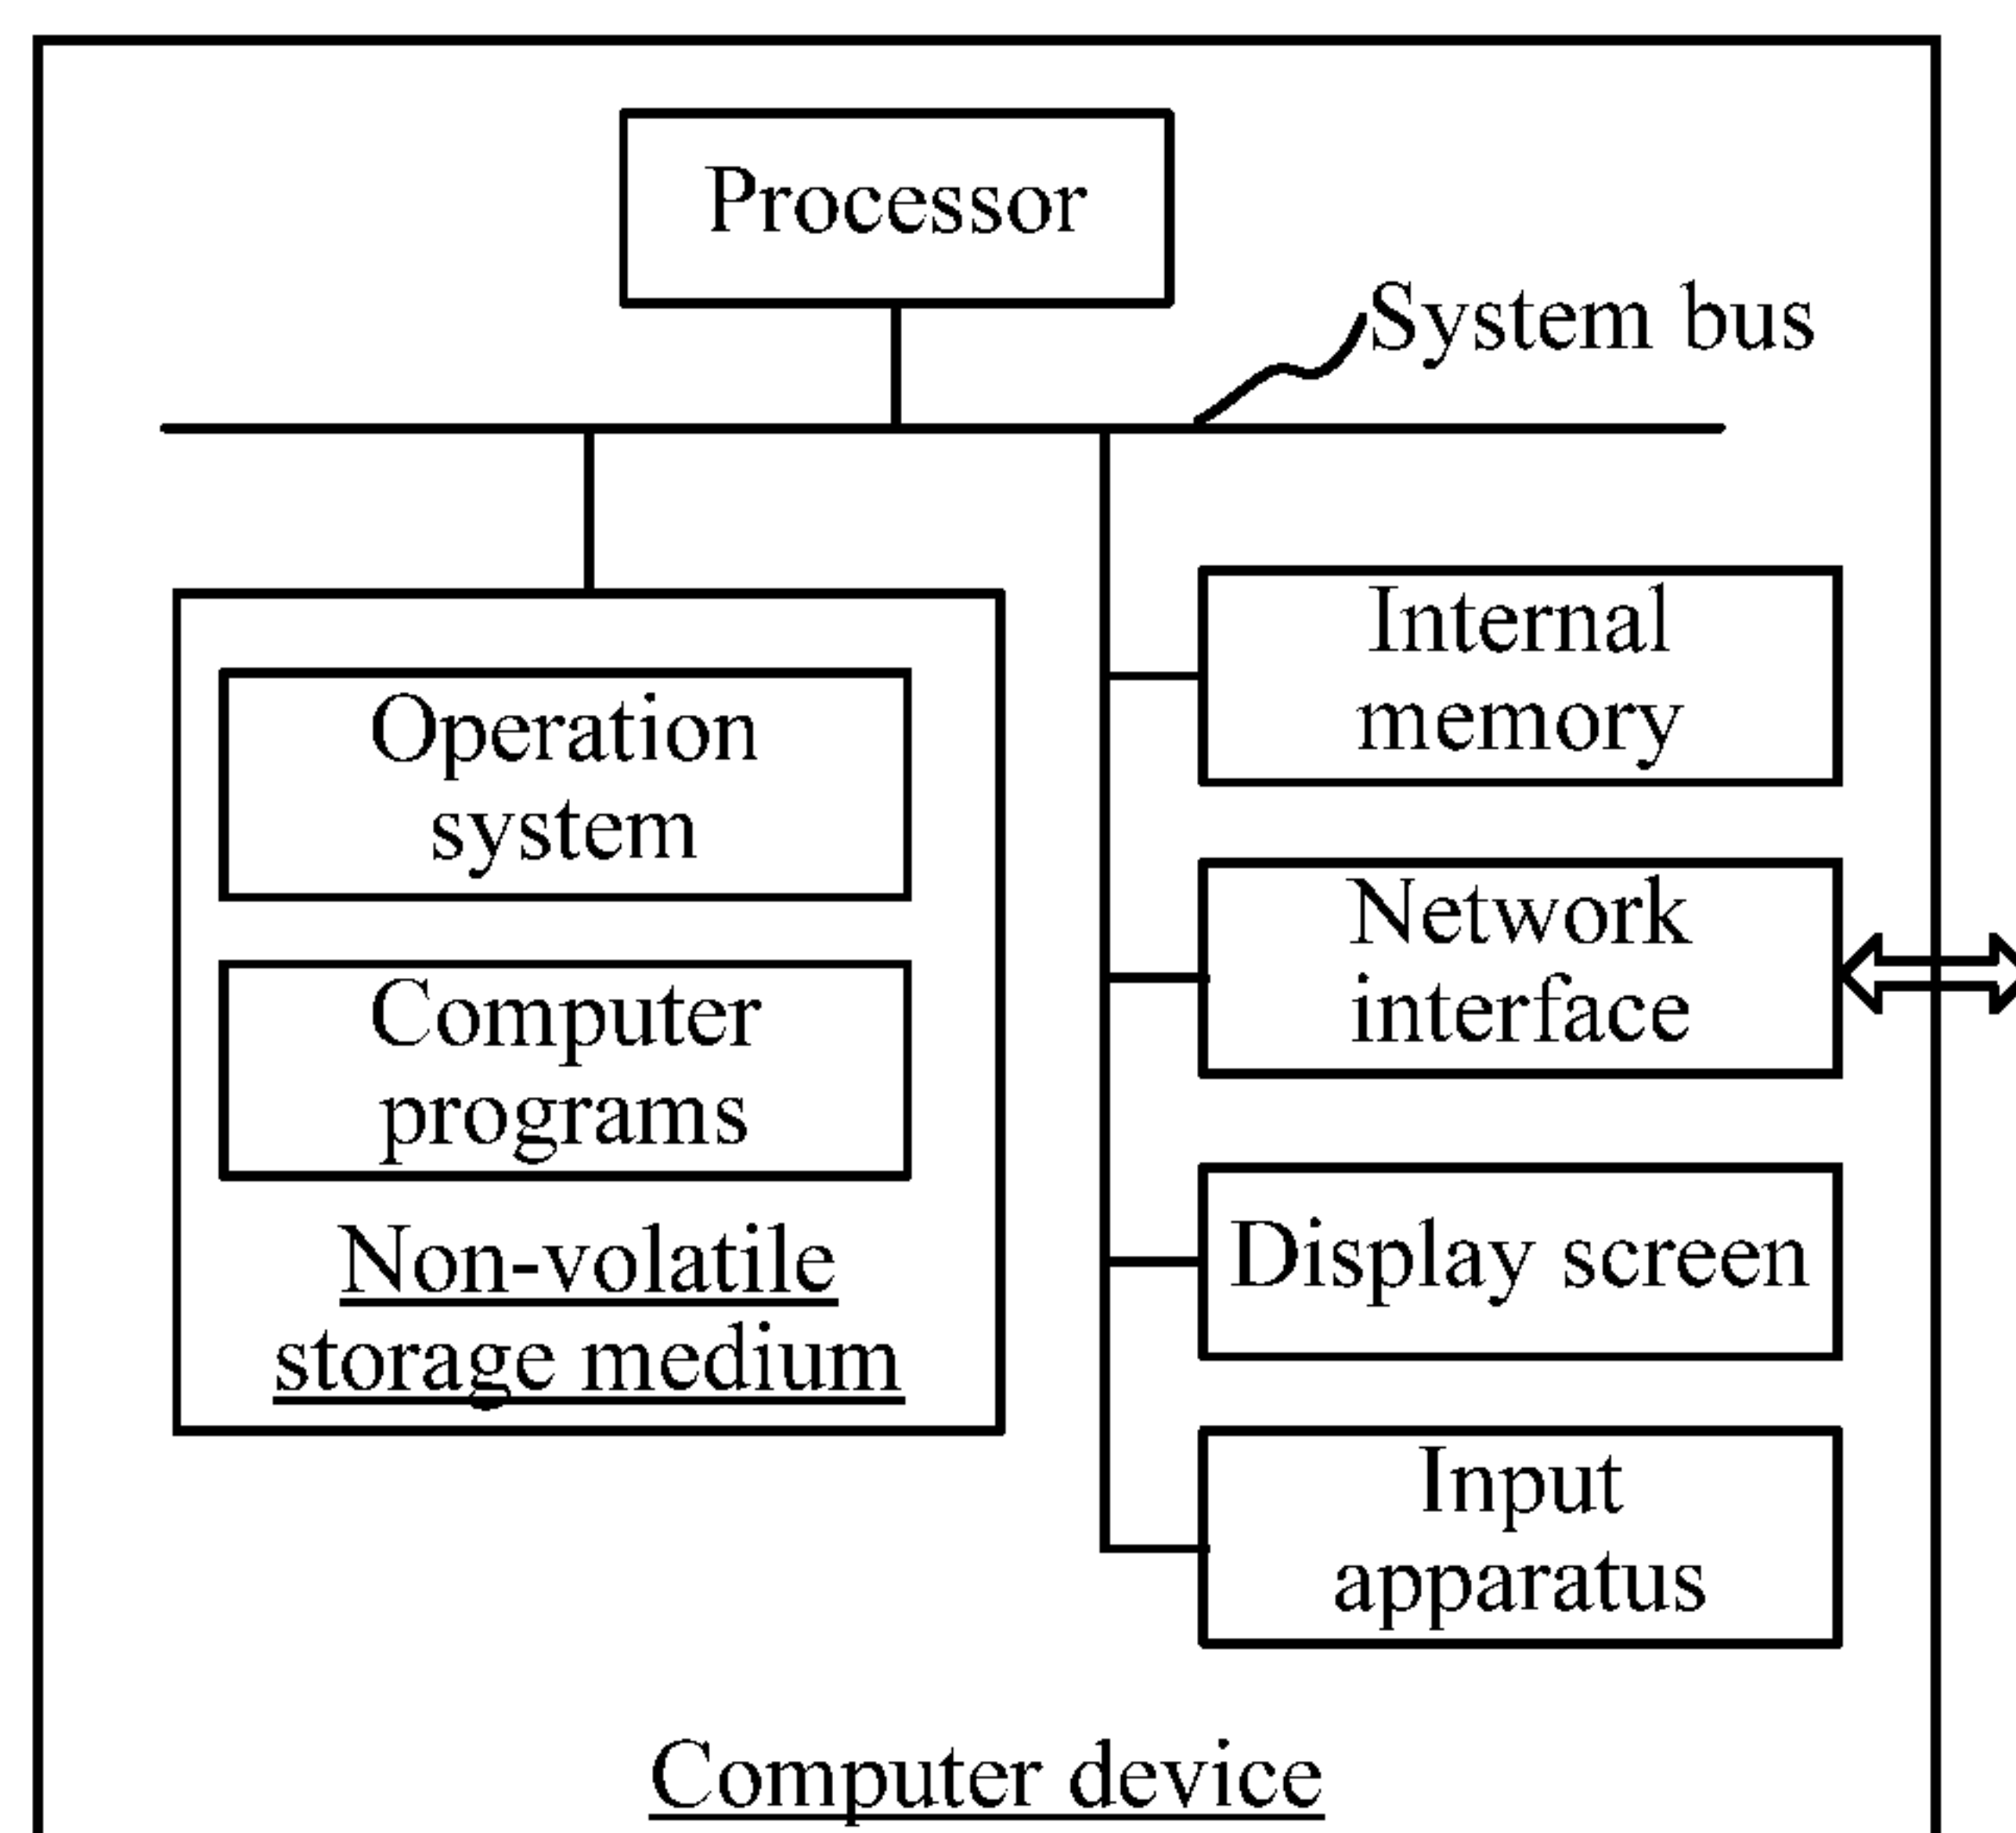 Processor
System bus
Operation
system
Computer
programs
Non-volatile
storage medium
Internal
memory
Network
interface
Display screen
Input
apparatus
Computer device